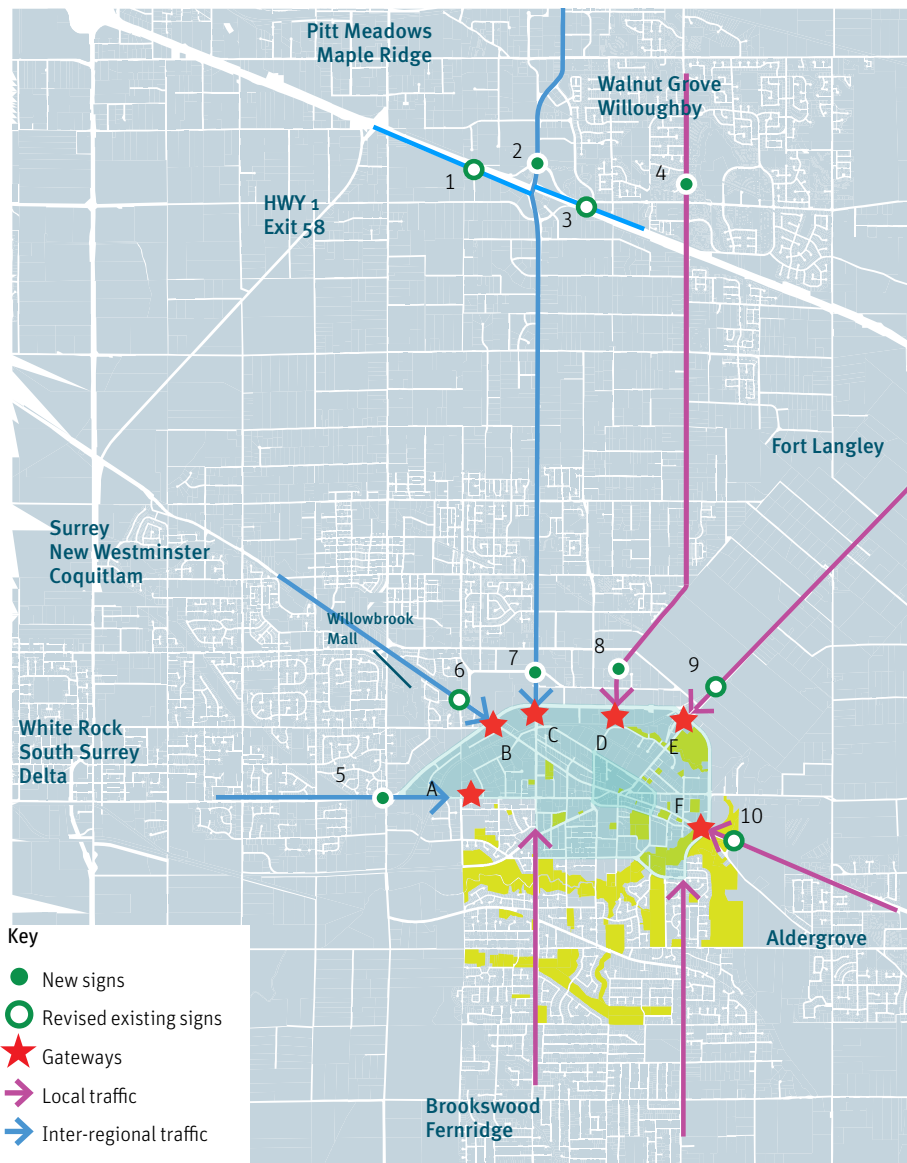 Pitt Meadows
Maple Ridge
Walnut Grove
Willoughby
2
1
4
3
HWY 1
Exit 58
Fort Langley
Surrey
New Westminster
Coquitlam
Willowbrook
Mall
6
7
8
9
White Rock
South Surrey
Delta
5
A
B
C
D
E
F
10
Aldergrove
Brookswood
Fernridge
Key
New signs
Revised existing signs
Gateways
Local traffic
Inter-regional traffic